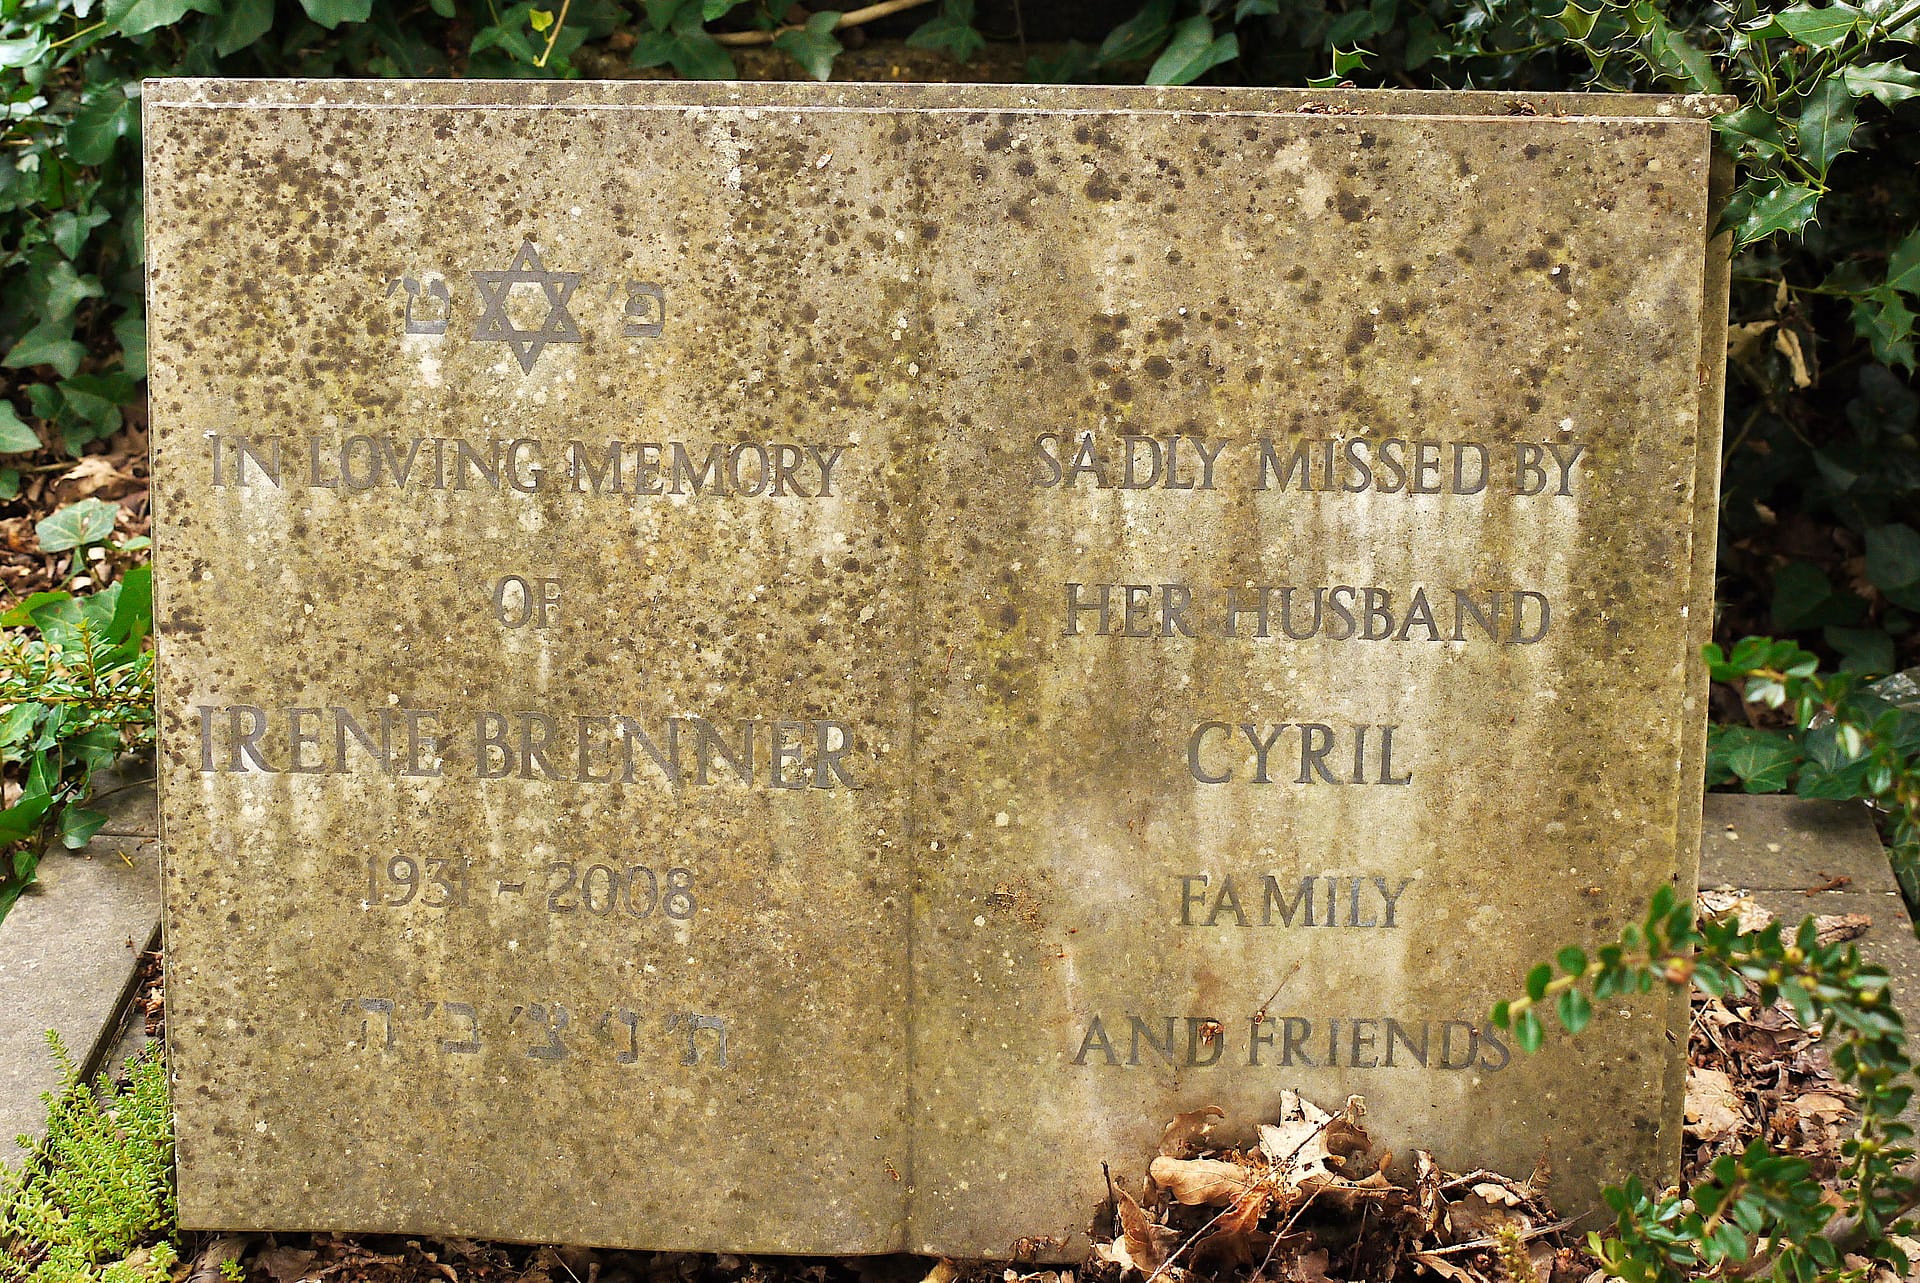 פ׳ ט׳
IN LOVING MEMORY
OF
IRENE BRENNER
1931 - 2008
ת׳ נ׳ צ׳ ב׳ ה׳
SADLY MISSED BY
HER HUSBAND
CYRIL
FAMILY
AND FRIENDS